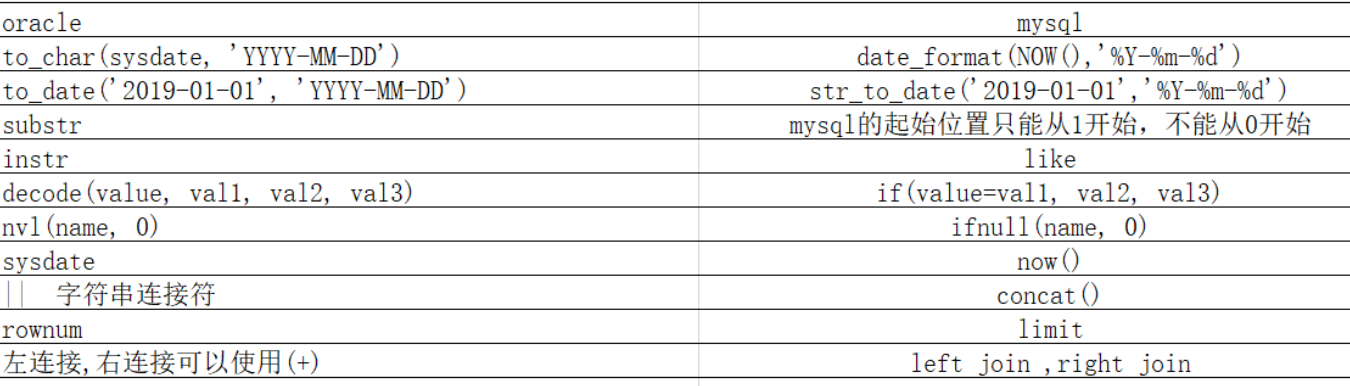 oracle mysql
to_char(sysdate, 'YYYY-MM-DD') date_format(NOW(),'%Y-%m-%d')
to_date('2019-01-01', 'YYYY-MM-DD') str_to_date('2019-01-01','%Y-%m-%d')
substr mysql的起始位置只能从1开始，不能从0开始
instr like
decode(value, val1, val2, val3) if(value=val1, val2, val3)
nvl(name, 0) ifnull(name, 0)
sysdate now()
|| 字符串连接符 concat()
rownum limit
左连接,右连接可以使用(+) left join ,right join